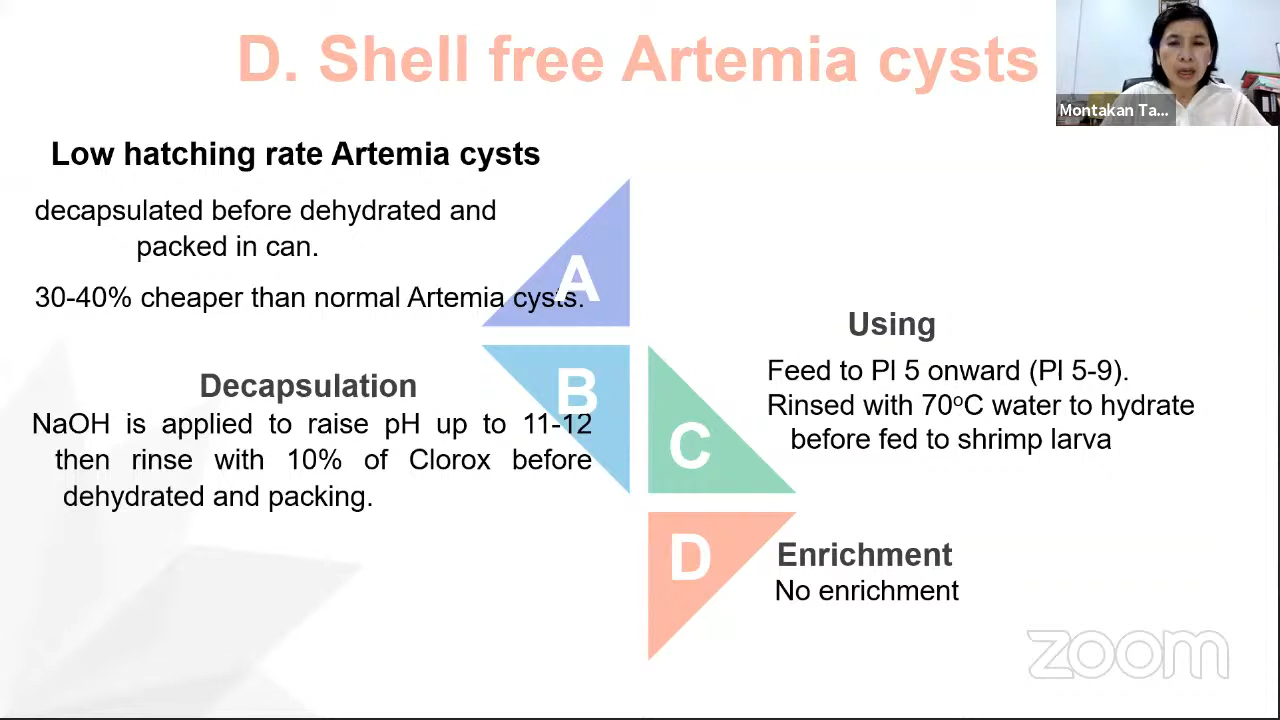 D. Shell free Artemia cysts
Montakan Ta...
Low hatching rate Artemia cysts
decapsulated before dehydrated and
packed in can.
30-40% cheaper than normal Artemia cysts.
A
Decapsulation
NaOH is applied to raise pH up to 11-12
then rinse with 10% of Clorox before
dehydrated and packing.
B
Using
Feed to Pl 5 onward (Pl 5-9).
Rinsed with 70ºC water to hydrate
before fed to shrimp larva
C
D
Enrichment
No enrichment
zoom